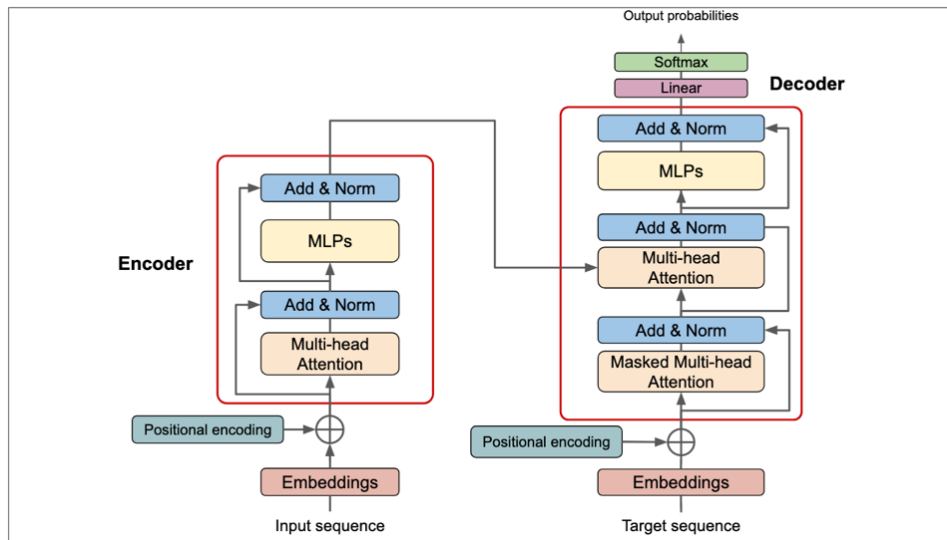 Output probabilities
Softmax
Linear
Decoder
Add & Norm
MLPs
Add & Norm
Multi-head
Attention
Add & Norm
Masked Multi-head
Attention
Positional encoding
Embeddings
Target sequence
Encoder
Add & Norm
MLPs
Add & Norm
Multi-head
Attention
Positional encoding
Embeddings
Input sequence